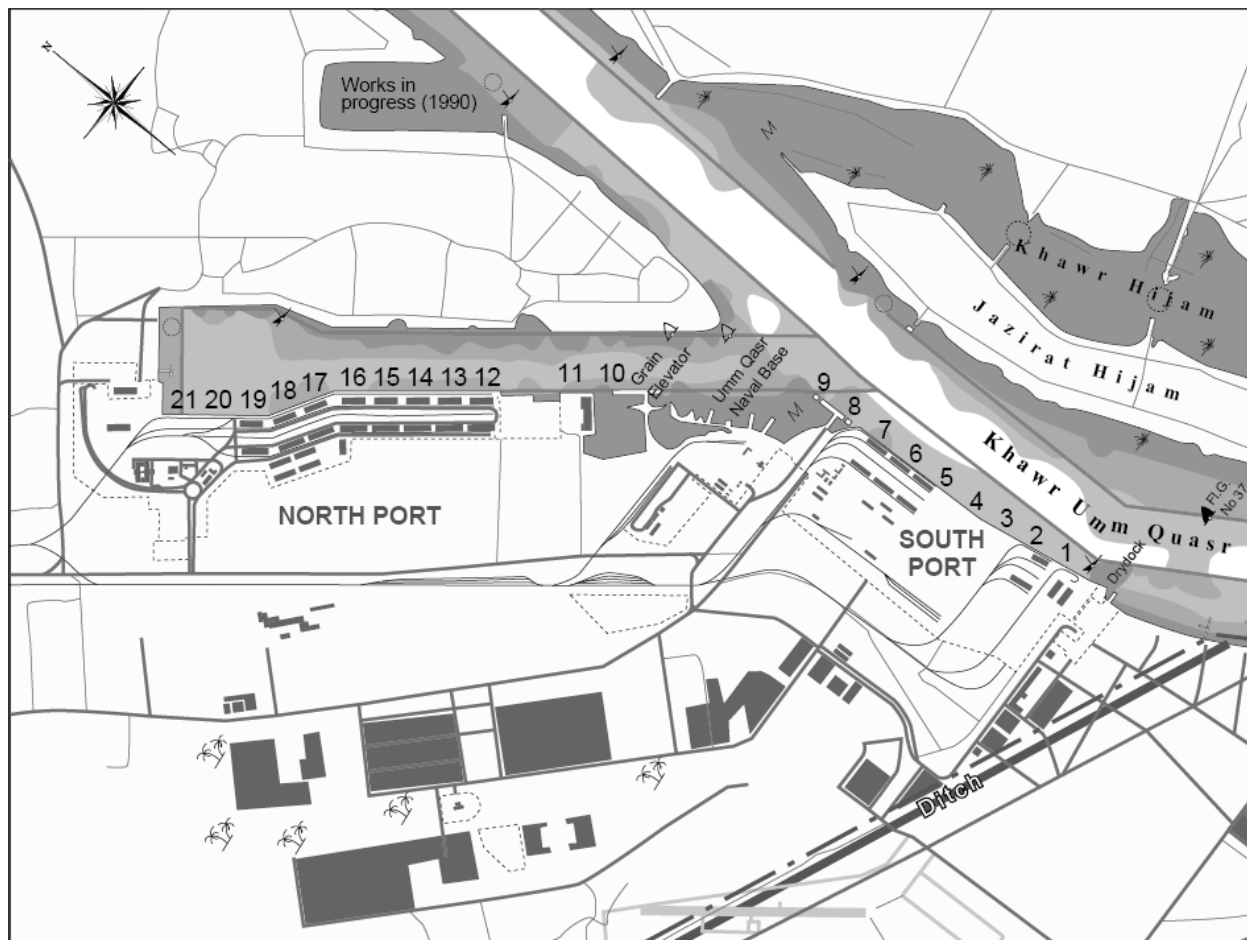 N
Works in
progress (1990)
Khawr Hijam
Jazirat Hijam
Grain
Elevator
Umm Qasr
Naval Base
21 20 19 18 17 16 15 14 13 12 11 10
9 8 7 6 5 4 3 2 1
M
M
Khawr Umm Quasr
Fl.G.
No 37
NORTH PORT
SOUTH
PORT
Drydock
Ditch